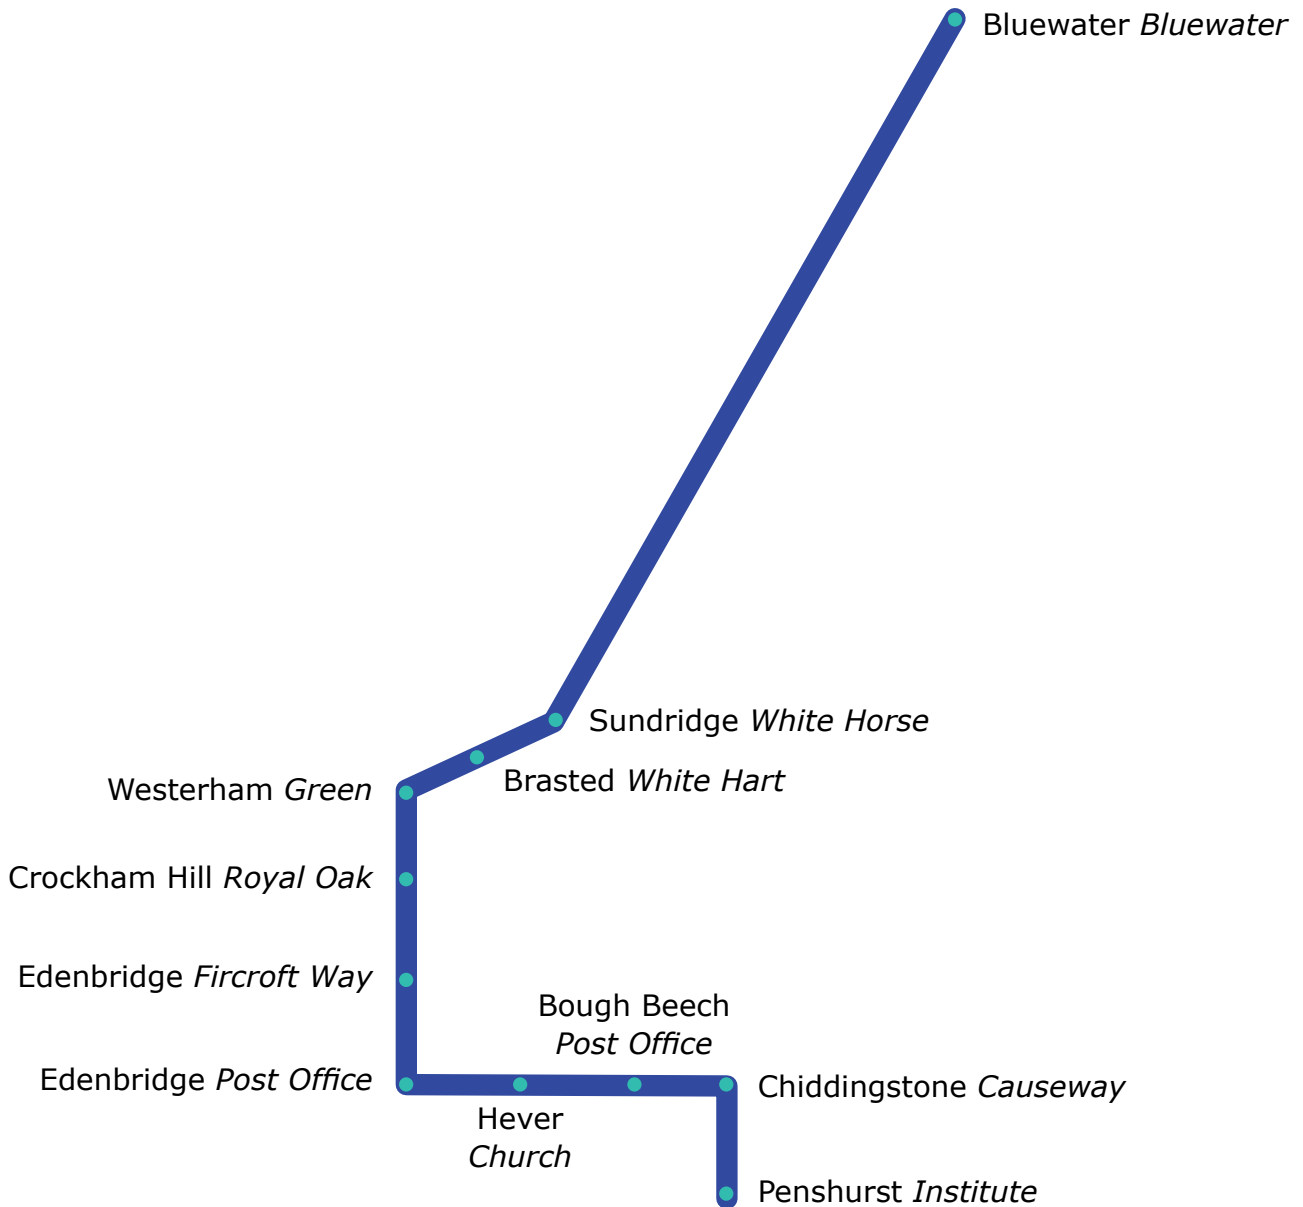 Bluewater Bluewater
Sundridge White Horse
Brasted White Hart
Westerham Green
Crockham Hill Royal Oak
Edenbridge Fircroft Way
Bough Beech
Post Office
Edenbridge Post Office
Chiddingstone Causeway
Hever
Church
Penshurst Institute